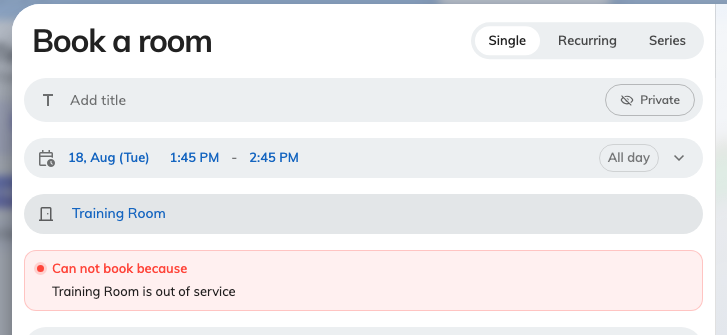 Book a room
Single Recurring Series
Add title
Private
18, Aug (Tue) 1:45 PM - 2:45 PM All day
Training Room
Can not book because
Training Room is out of service